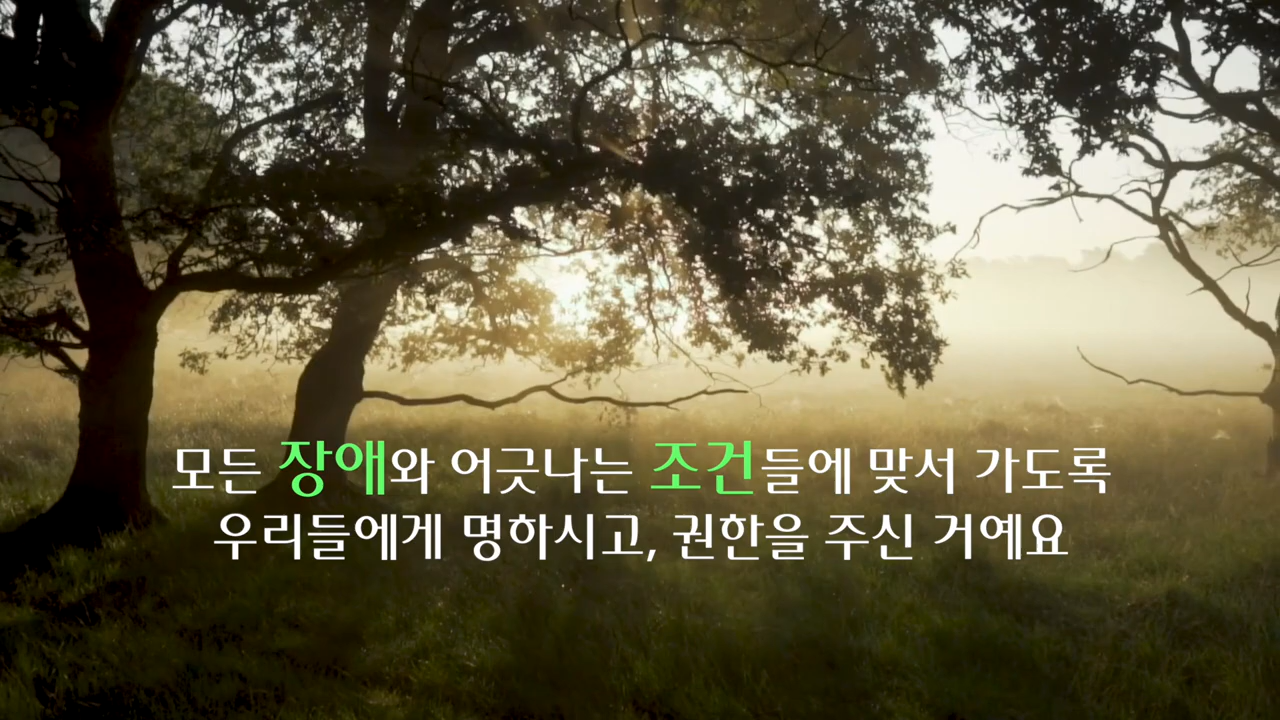 모든 장애와 어긋나는 조건들에 맞서 가도록
우리들에게 명하시고, 권한을 주신 거예요